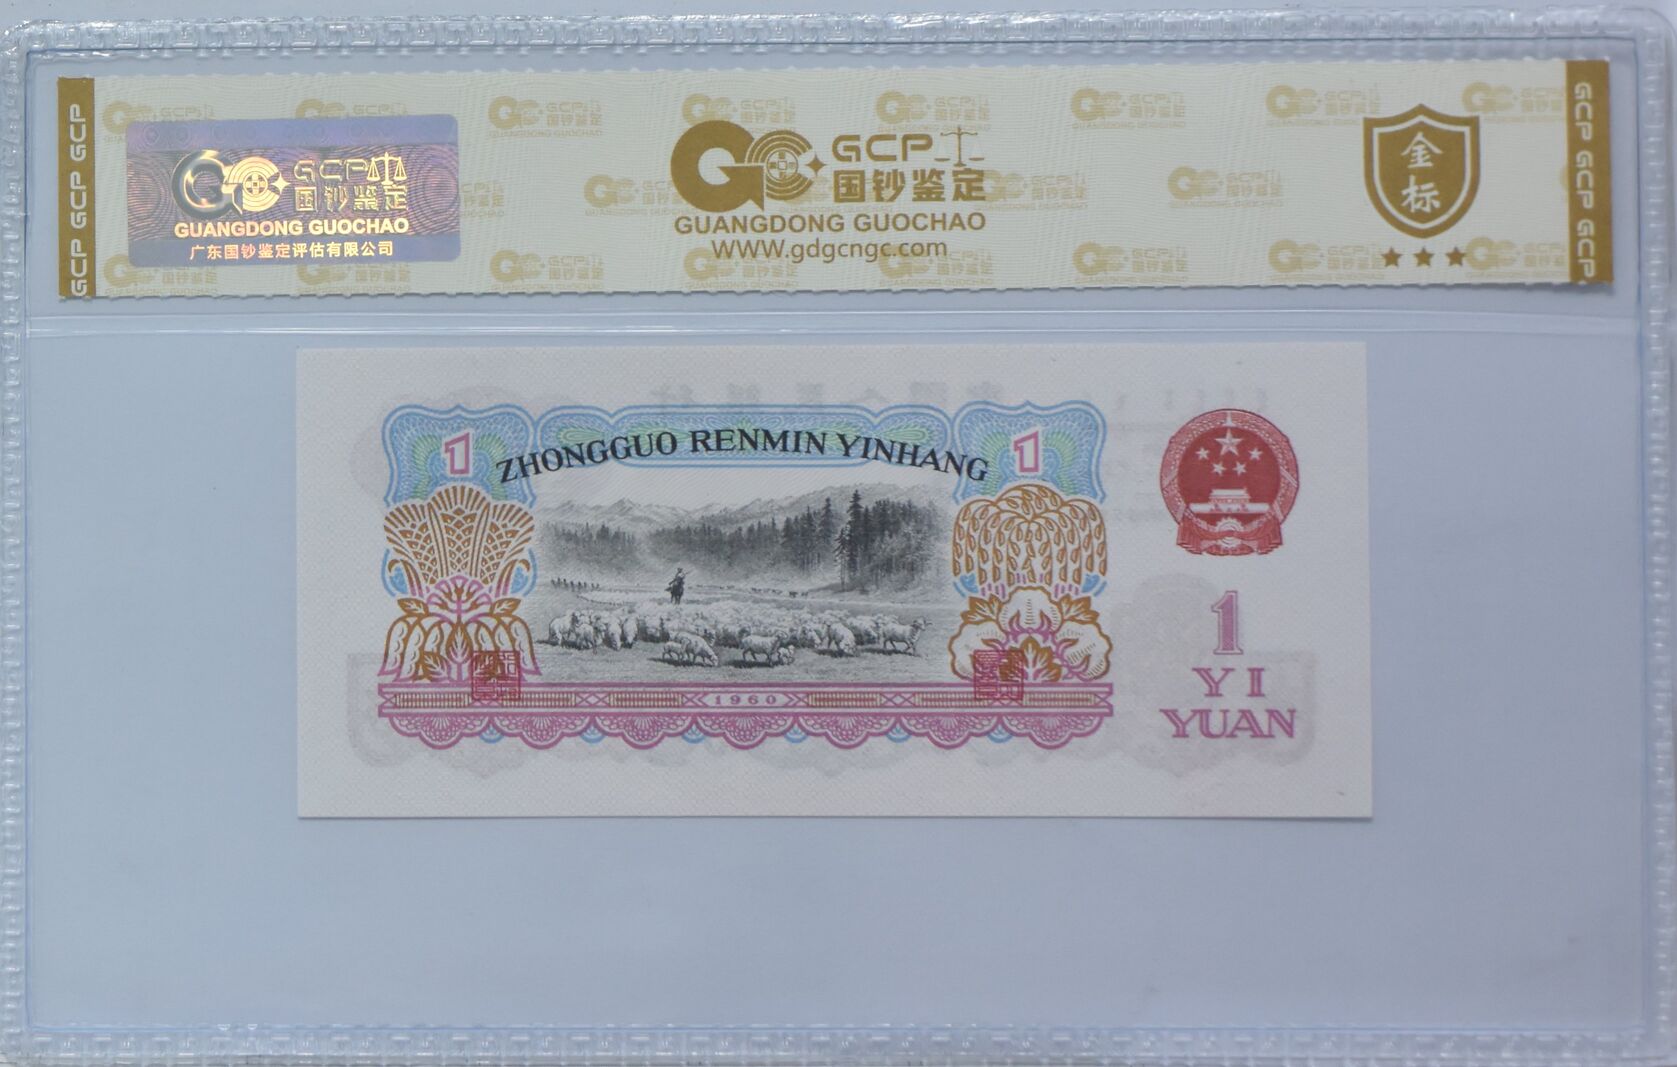 GCP GCP
GCP
国钞鉴定
GUANGDONG GUOCHAO
广东国钞鉴定评估有限公司
GCP
国钞鉴定
GUANGDONG GUOCHAO
WWW.gdgcngc.com
金标
GCP GCP GCP
ZHONGGUO RENMIN YINHANG
1
1
1960
1
YI
YUAN